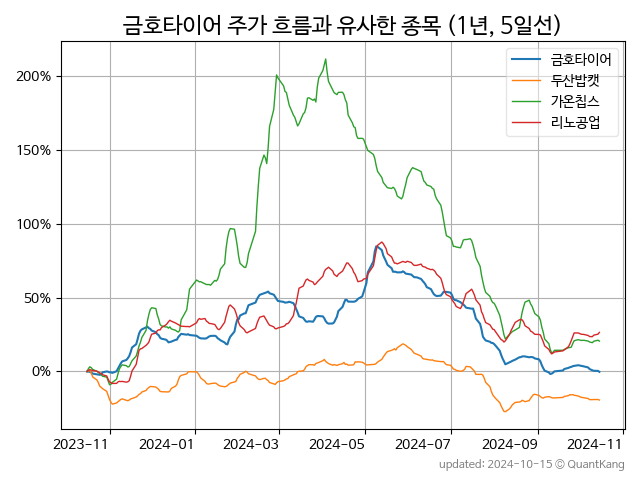 금호타이어 주가 흐름과 유사한 종목 (1년, 5일선)
금호타이어
두산밥캣
가온칩스
리노공업
200%
150%
100%
50%
0%
2023-11 2024-01 2024-03 2024-05 2024-07 2024-09 2024-11
updated: 2024-10-15 © QuantKang